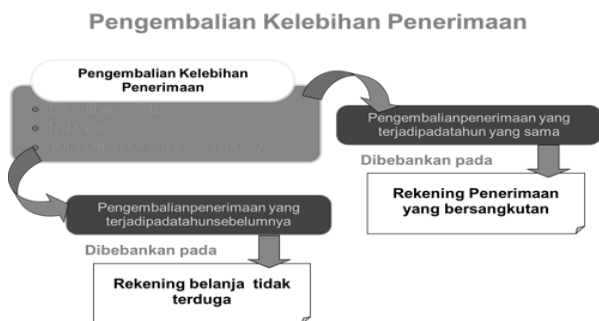 Pengembalian Kelebihan Penerimaan
Pengembalian Kelebihan
Penerimaan
Pengembalianpenerimaan yang
terjadipadatahun yang sama
Dibebankan pada
Rekening Penerimaan
yang bersangkutan
Pengembalianpenerimaan yang
terjadipadatahunsebelumnya
Dibebankan pada
Rekening belanja tidak
terduga